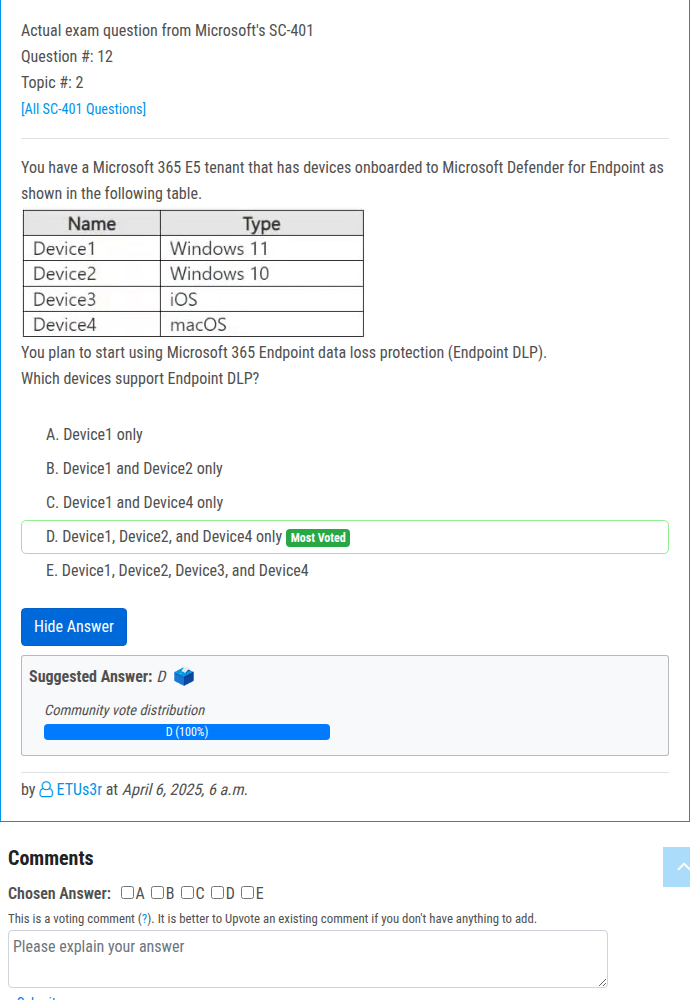 Actual exam question from Microsoft's SC-401
Question #: 12
Topic #: 2
[All SC-401 Questions]
You have a Microsoft 365 E5 tenant that has devices onboarded to Microsoft Defender for Endpoint as
shown in the following table.
Name Type
Device1 Windows 11
Device2 Windows 10
Device3 iOS
Device4 macOS
You plan to start using Microsoft 365 Endpoint data loss protection (Endpoint DLP).
Which devices support Endpoint DLP?
A. Device1 only
B. Device1 and Device2 only
C. Device1 and Device4 only
D. Device1, Device2, and Device4 only Most Voted
E. Device1, Device2, Device3, and Device4
Hide Answer
Suggested Answer: D
Community vote distribution
D (100%)
by ETUs3r at April 6, 2025, 6 a.m.
Comments
Chosen Answer: A B C D E
This is a voting comment (?). It is better to Upvote an existing comment if you don't have anything to add.
Please explain your answer